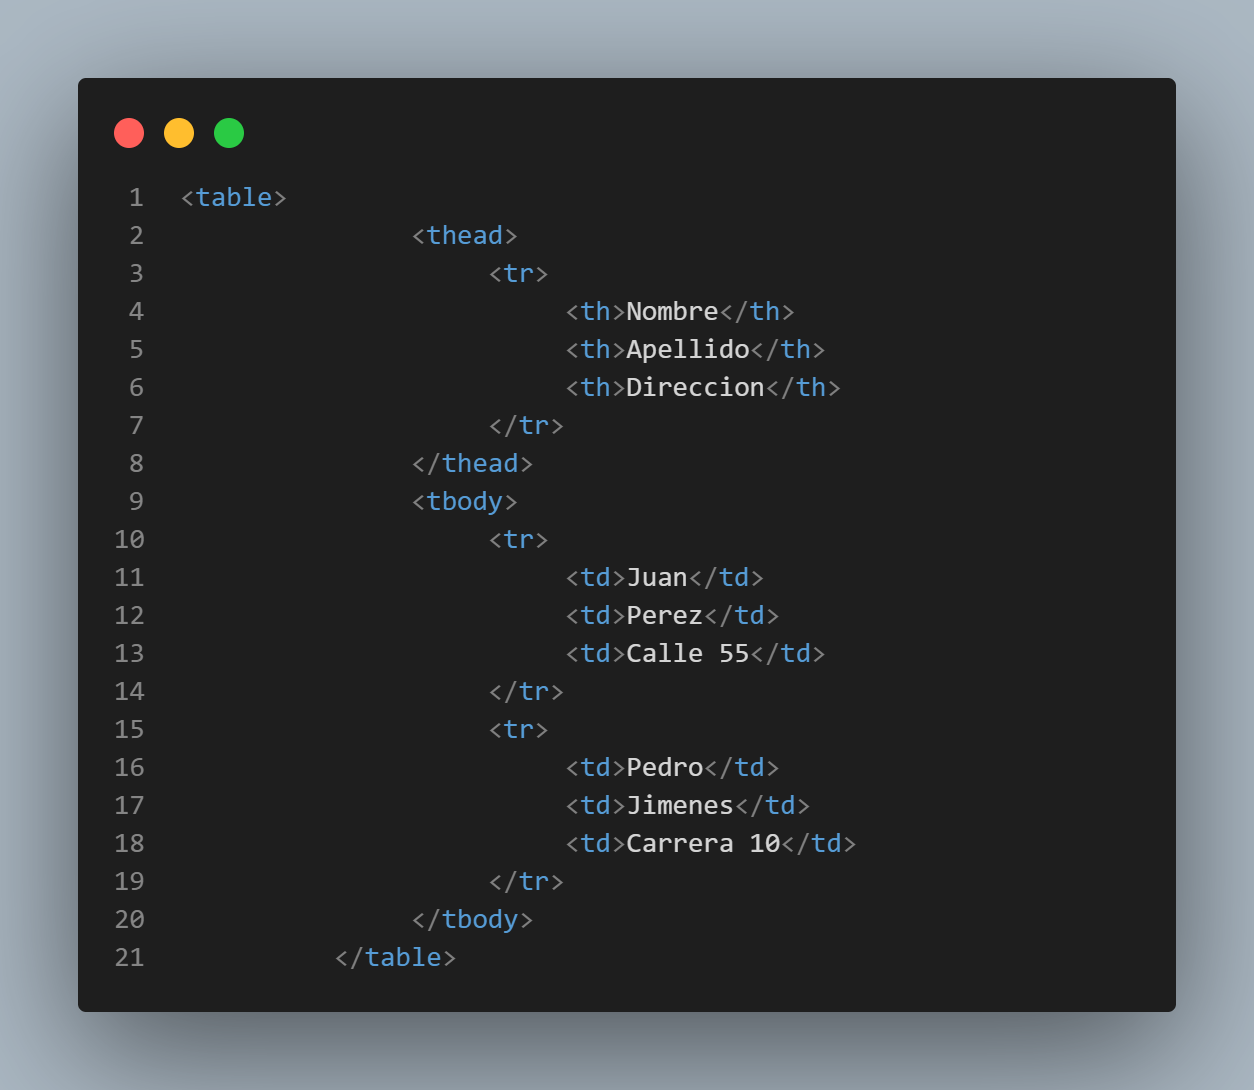 1 <table>
2 <thead>
3 <tr>
4 <th>Nombre</th>
5 <th>Apellido</th>
6 <th>Direccion</th>
7 </tr>
8 </thead>
9 <tbody>
10 <tr>
11 <td>Juan</td>
12 <td>Perez</td>
13 <td>Calle 55</td>
14 </tr>
15 <tr>
16 <td>Pedro</td>
17 <td>Jimenes</td>
18 <td>Carrera 10</td>
19 </tr>
20 </tbody>
21 </table>